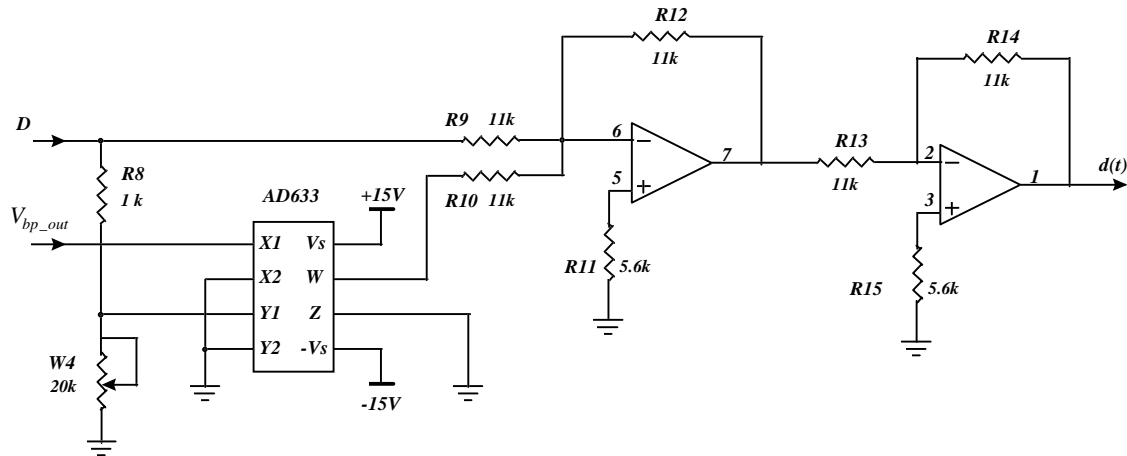 R12
11k
R14
11k
D
R9 11k
6
7
R13
11k
2
1
d(t)
R8
1 k
5
3
R10 11k
AD633
+15V
V_bp_out
X1 Vs
X2 W
Y1 Z
Y2 -Vs
R11 5.6k
R15 5.6k
W4
20k
-15V